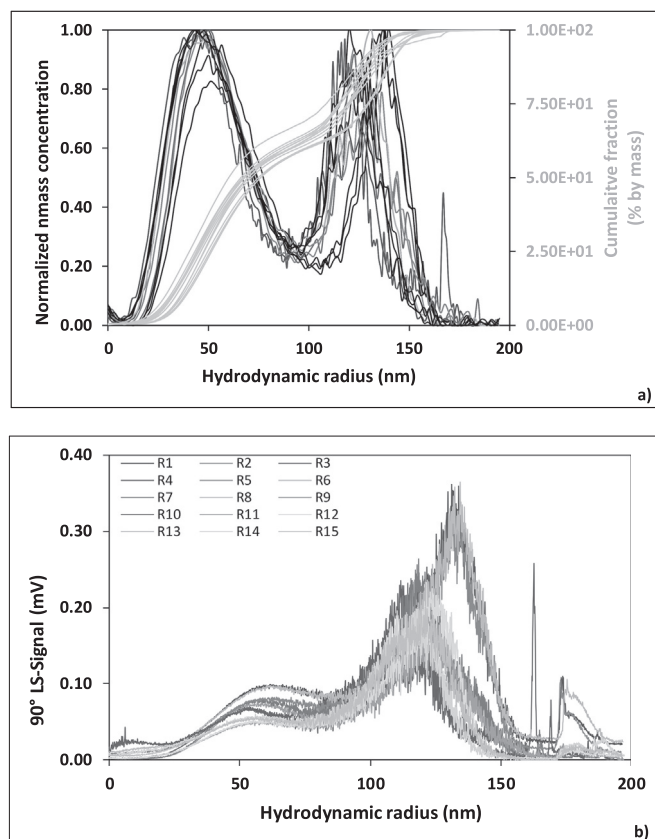 1.00
0.80
0.60
0.40
0.20
0.00
Normalized nmass concentration
0
50
100
150
200
Hydrodynamic radius (nm)
1.00E+02
7.50E+01
5.00E+01
2.50E+01
0.00E+00
Cumulaitve fraction
(% by mass)
a)
0.40
0.30
0.20
0.10
0.00
90° LS-Signal (mV)
R1 R2 R3
R4 R5 R6
R7 R8 R9
R10 R11 R12
R13 R14 R15
0
50
100
150
200
Hydrodynamic radius (nm)
b)